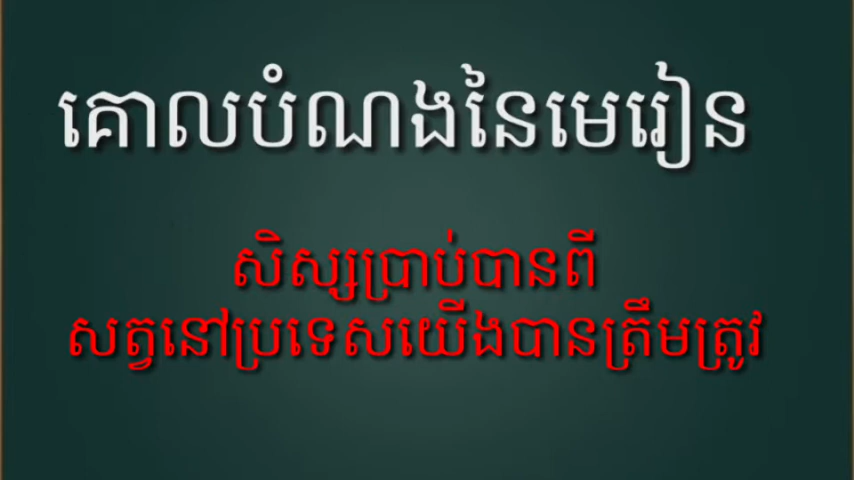 គោលបំណងនៃមេរៀន
សិស្សប្រាប់បានពី
សត្វនៅប្រទេសយើងបានត្រឹមត្រូវ